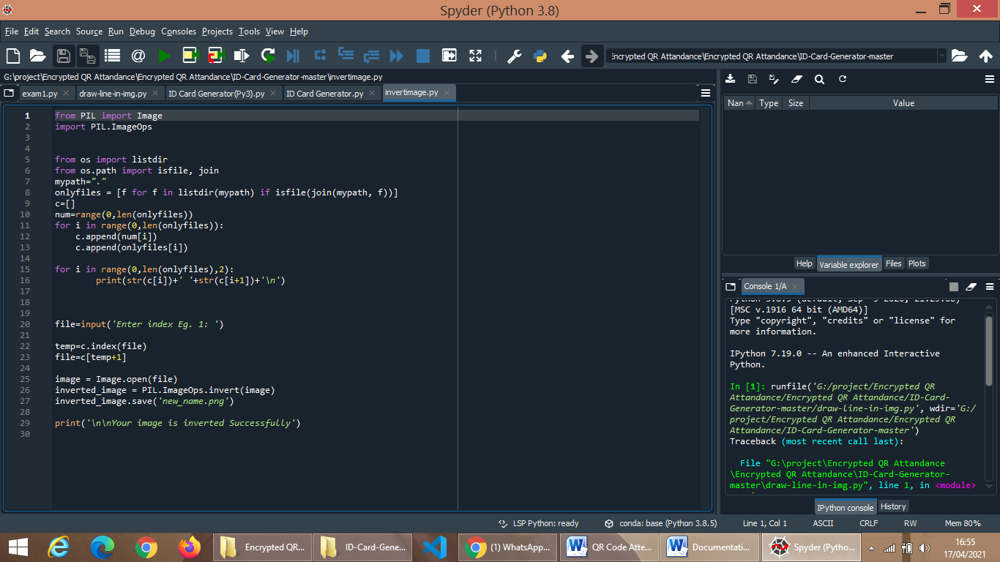 Spyder (Python 3.8)
File Edit Search Source Run Debug Consoles Projects Tools View Help
Encrypted QR Attandance\Encrypted QR Attandance\ID-Card-Generator-master
G:\project\Encrypted QR Attandance\Encrypted QR Attandance\ID-Card-Generator-master\invertimage.py
exam1.py draw-line-in-img.py ID Card Generator(Py3).py ID Card Generator.py invertimage.py
1 from PIL import Image
2 import PIL.ImageOps
3
4
5 from os import listdir
6 from os.path import isfile, join
7 mypath="."
8 onlyfiles = [f for f in listdir(mypath) if isfile(join(mypath, f))]
9 c=[]
10 num=range(0,len(onlyfiles))
11 for i in range(0,len(onlyfiles)):
12     c.append(num[i])
13     c.append(onlyfiles[i])
14
15 for i in range(0,len(onlyfiles),2):
16         print(str(c[i])+' '+str(c[i+1])+'\n')
17
18
19
20 file=input('Enter index Eg. 1: ')
21
22 temp=c.index(file)
23 file=c[temp+1]
24
25 image = Image.open(file)
26 inverted_image = PIL.ImageOps.invert(image)
27 inverted_image.save('new_name.png')
28
29 print('\n\nYour image is inverted Successfully')
30
Nan Type Size Value
Help Variable explorer Files Plots
Console 1/A
[MSC v.1916 64 bit (AMD64)]
Type "copyright", "credits" or "license" for
more information.
IPython 7.19.0 -- An enhanced Interactive
Python.
In [1]: runfile('G:/project/Encrypted QR
Attandance/Encrypted QR Attandance/ID-Card-
Generator-master/draw-line-in-img.py', wdir='G:/
project/Encrypted QR Attandance/Encrypted QR
Attandance/ID-Card-Generator-master')
Traceback (most recent call last):
File "G:\project\Encrypted QR Attandance
\Encrypted QR Attandance\ID-Card-Generator-
master\draw-line-in-img.py", line 1, in <module>
IPython console History
LSP Python: ready conda: base (Python 3.8.5) Line 1, Col 1 ASCII CRLF RW Mem 80%
Encrypted QR... ID-Card-Gene... (1) WhatsApp... QR Code Atte... Documentati... Spyder (Pytho...
16:55
17/04/2021